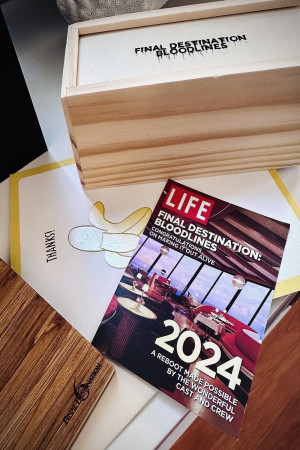 FINAL DESTINATION
BLOODLINES
THANKS!
LIFE
FINAL DESTINATION:
BLOODLINES
CONGRATULATIONS,
ON MAKING IT OUT ALIVE
2024
A REBOOT MADE POSSIBLE
BY THE WONDERFUL
CAST AND CREW